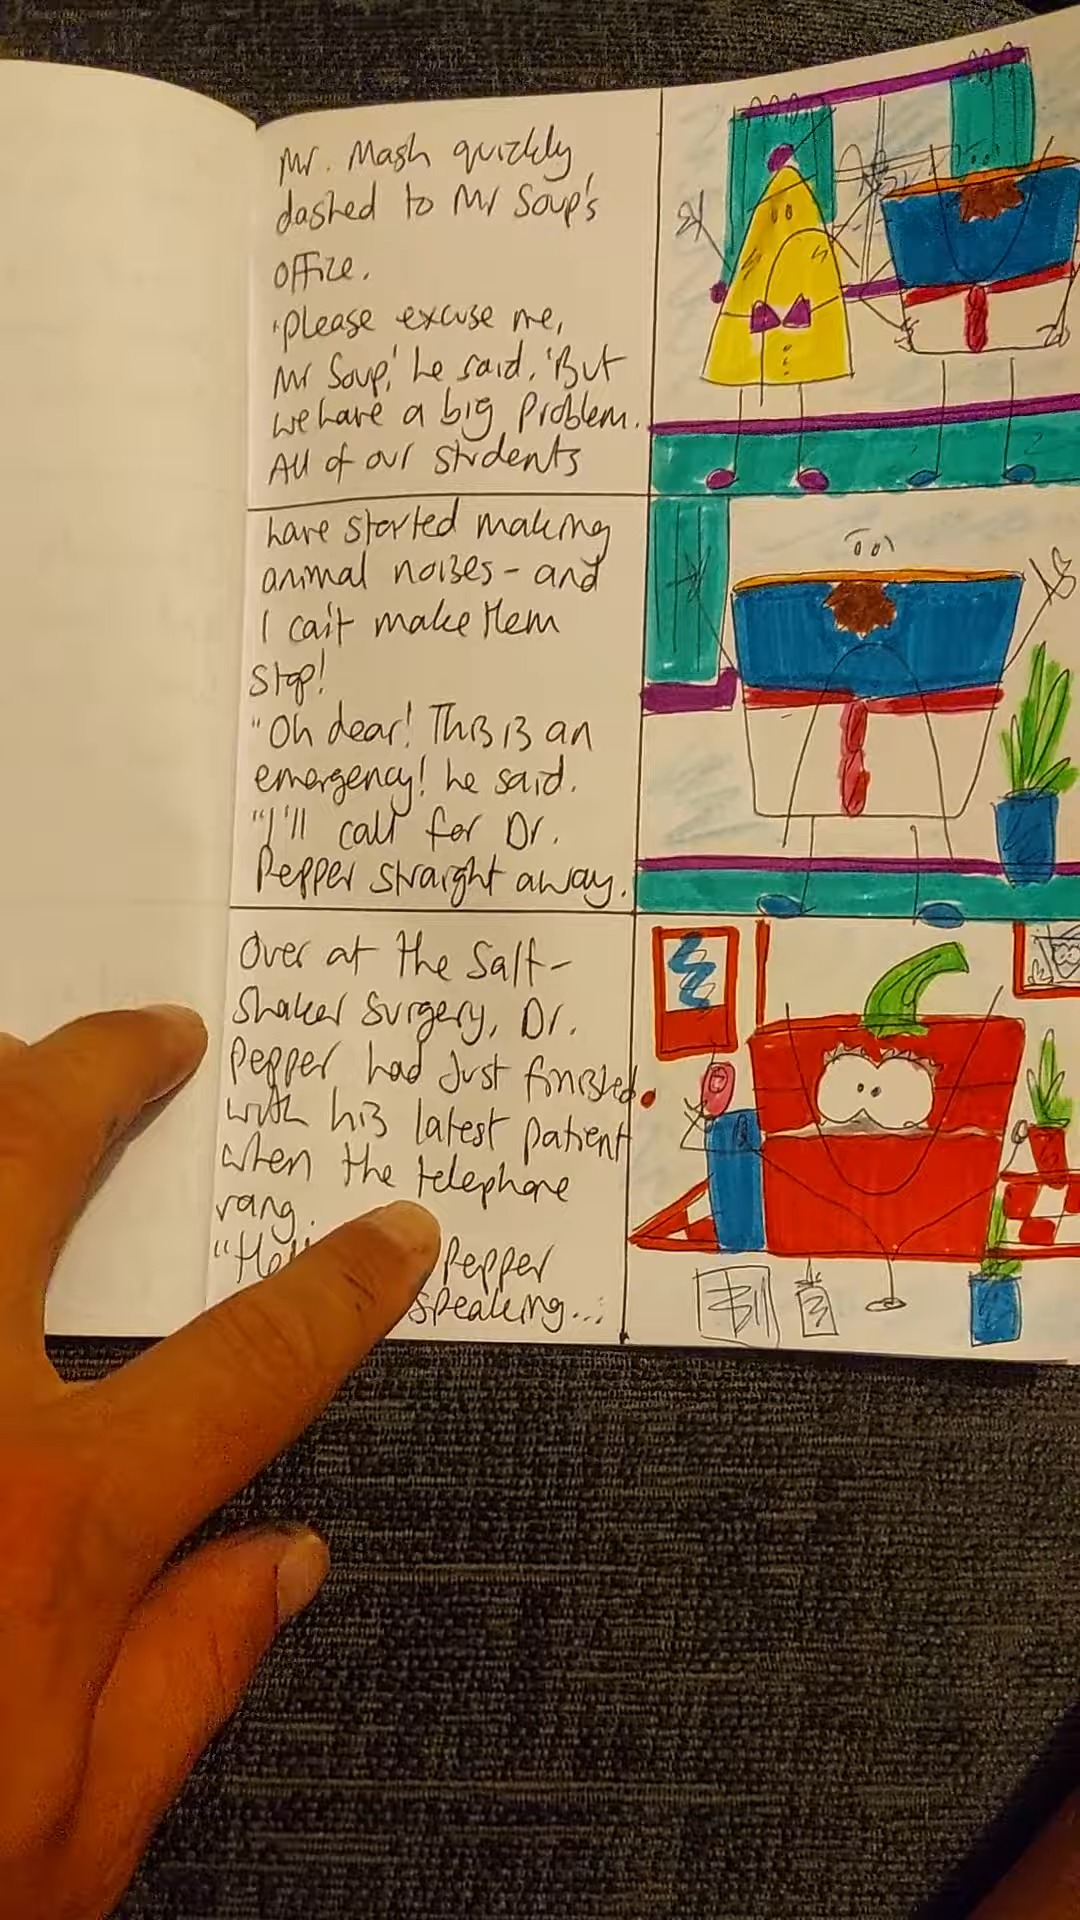 Mr. Mash quickly
dashed to Mr Soup's
office.
'please excuse me,
Mr Soup,' he said. 'But
we have a big problem.
All of our students
have started making
animal noises - and
I can't make them
stop!
"Oh dear! This is an
emergency! he said.
"I'll call for Dr.
Pepper straight away.
Over at the Salt-
Shaker Surgery, Dr.
Pepper had just finished
with his latest patient
when the telephone
rang.
Pepper
speaking...